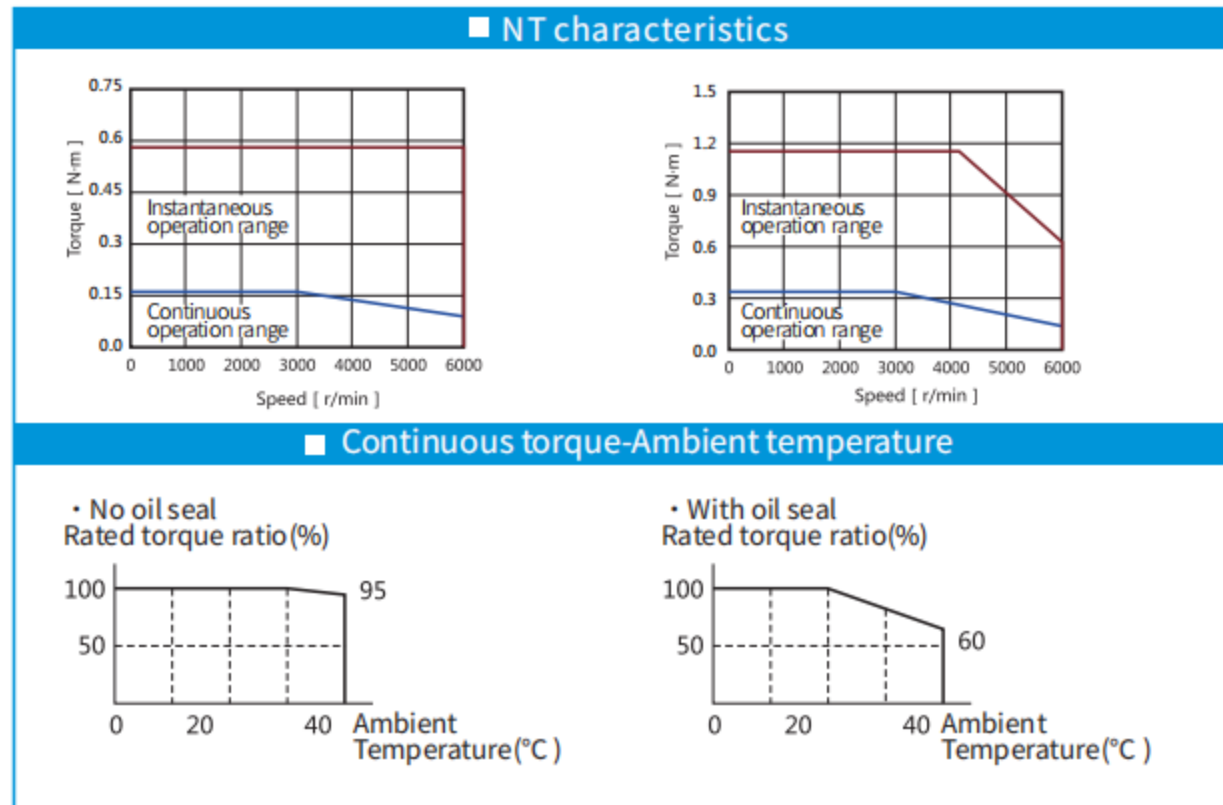 NT characteristics
0.75
0.6
0.45
0.3
0.15
0.0
Torque [ N·m ]
Instantaneous
operation range
Continuous
operation range
0 1000 2000 3000 4000 5000 6000
Speed [ r/min ]
1.5
1.2
0.9
0.6
0.3
0.0
Torque [ N·m ]
Instantaneous
operation range
Continuous
operation range
0 1000 2000 3000 4000 5000 6000
Speed [ r/min ]
Continuous torque-Ambient temperature
・No oil seal
Rated torque ratio(%)
100
95
50
0 20 40 Ambient
Temperature(°C )
・With oil seal
Rated torque ratio(%)
100
50
60
0 20 40 Ambient
Temperature(°C )